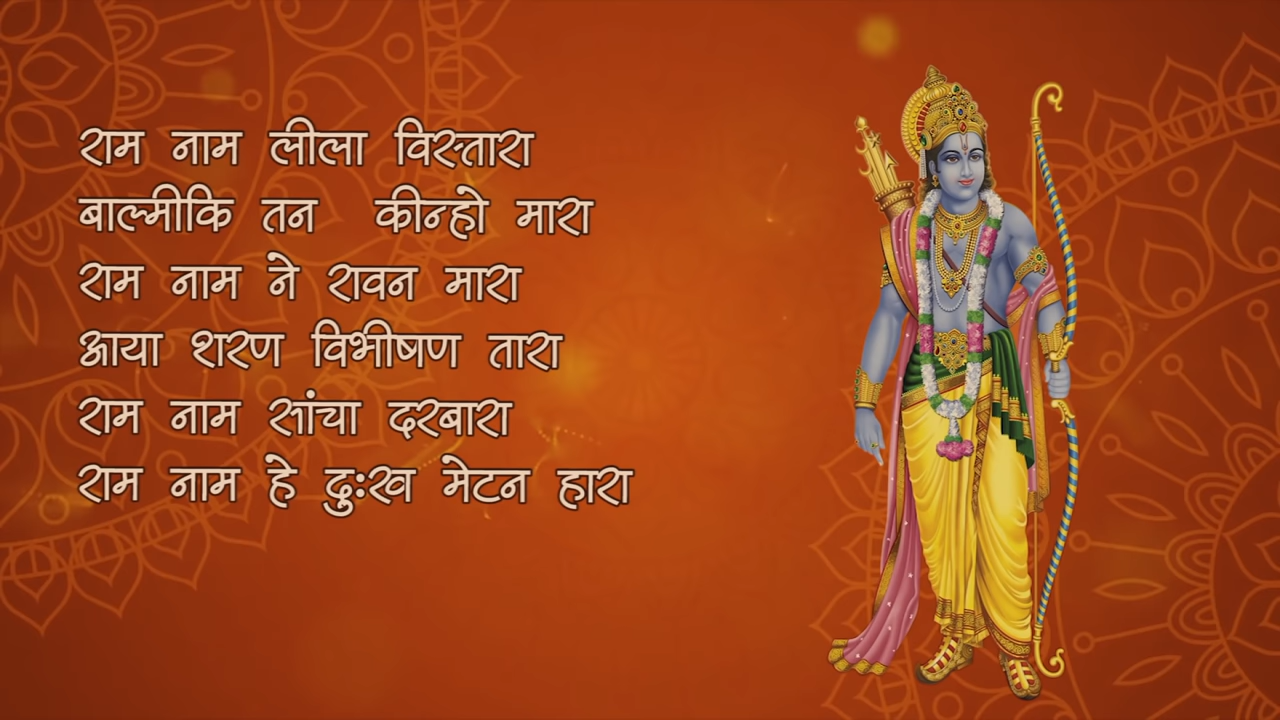 राम नाम लीला विस्तारा
बाल्मीकि तन कीन्हो मारा
राम नाम ने रावन मारा
आया शरण विभीषण तारा
राम नाम सांचा दरबारा
राम नाम हे दुःख मेटन हारा